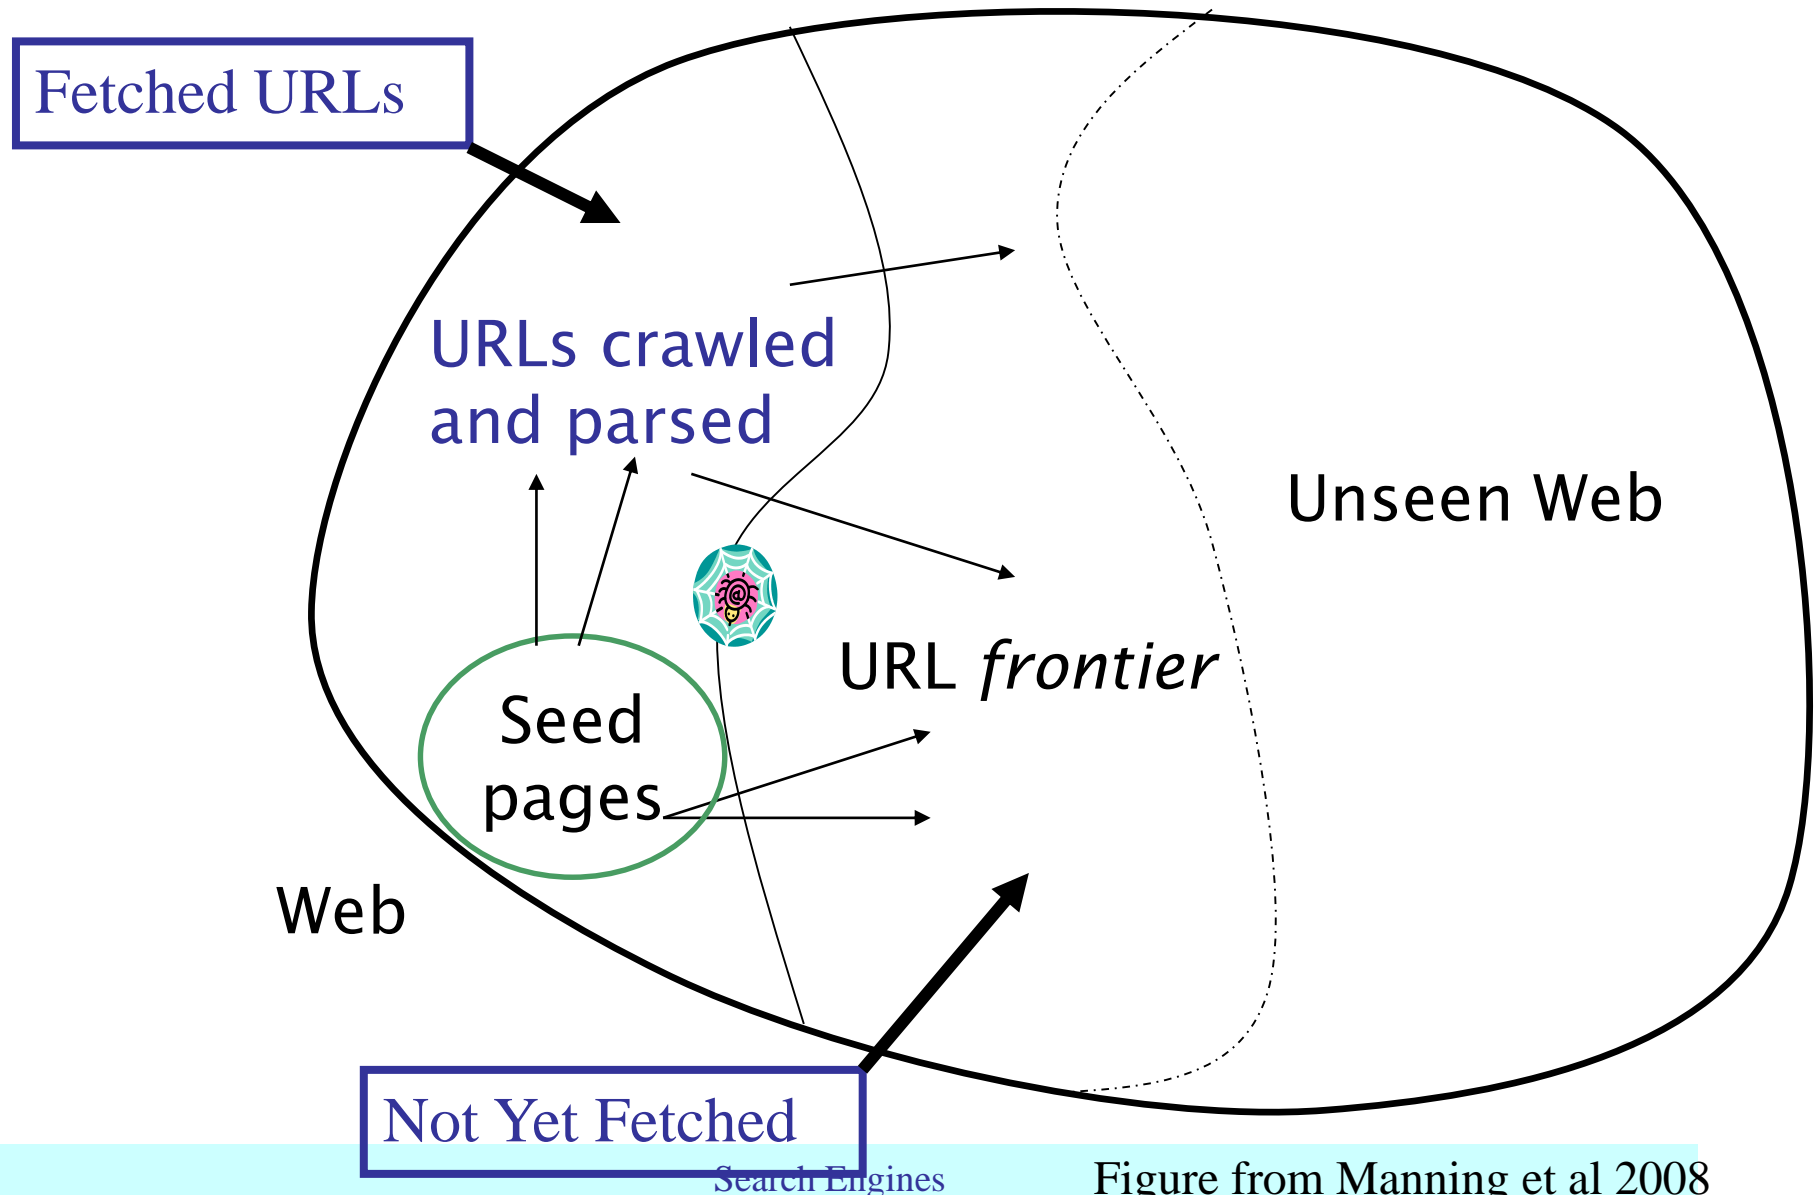 Fetched URLs
URLs crawled
and parsed
Unseen Web
URL frontier
Seed
pages
Web
Not Yet Fetched
Search Engines
Figure from Manning et al 2008